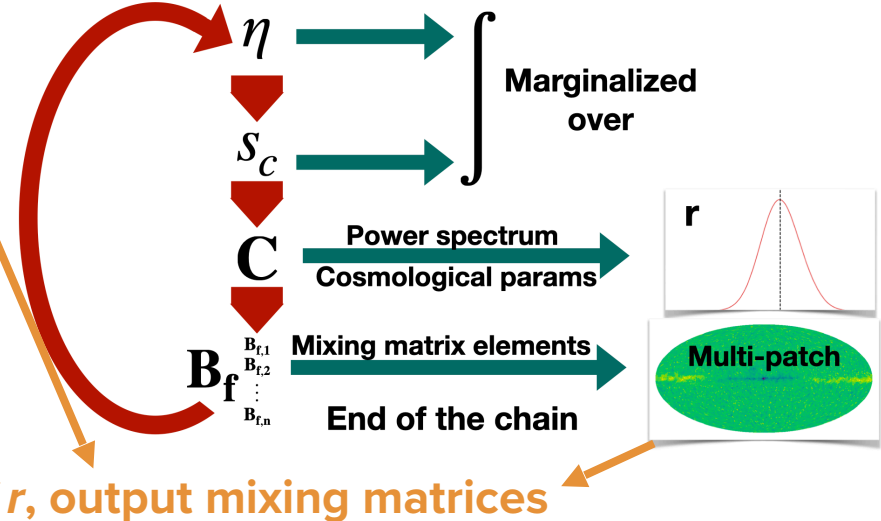 η
Marginalized
over
s_c
r
C
Power spectrum
Cosmological params
B_f
B_f,1
B_f,2
⋮
B_f,n
Mixing matrix elements
Multi-patch
End of the chain
r, output mixing matrices